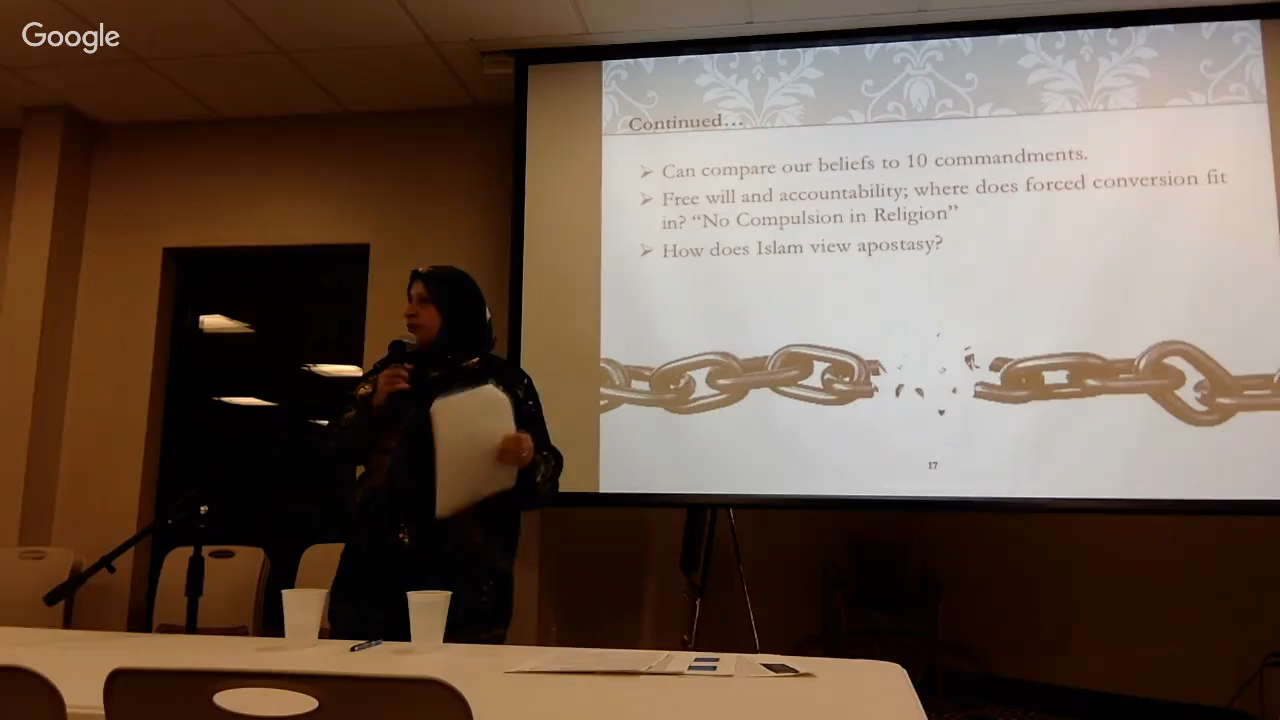 Google
Continued…
➢ Can compare our beliefs to 10 commandments.
➢ Free will and accountability; where does forced conversion fit
in? “No Compulsion in Religion”
➢ How does Islam view apostasy?
17